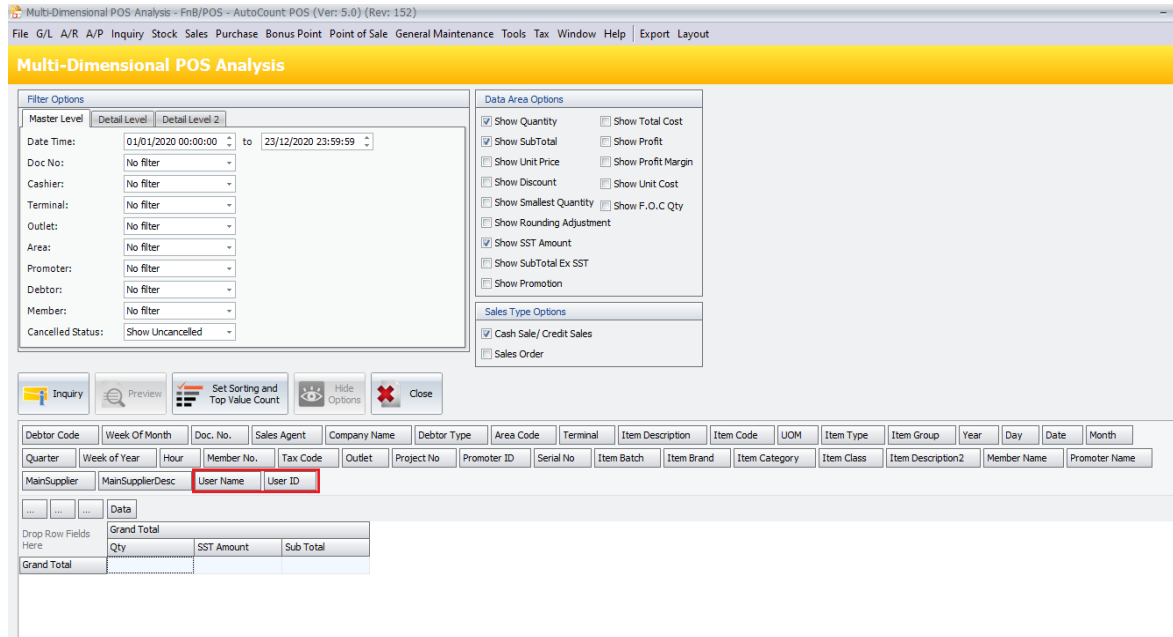 Multi-Dimensional POS Analysis - FnB/POS - AutoCount POS (Ver: 5.0) (Rev: 152)
File G/L A/R A/P Inquiry Stock Sales Purchase Bonus Point Point of Sale General Maintenance Tools Tax Window Help Export Layout
Multi-Dimensional POS Analysis
Filter Options
Master Level Detail Level Detail Level 2
Date Time: 01/01/2020 00:00:00 to 23/12/2020 23:59:59
Doc No: No filter
Cashier: No filter
Terminal: No filter
Outlet: No filter
Area: No filter
Promoter: No filter
Debtor: No filter
Member: No filter
Cancelled Status: Show Uncancelled
Data Area Options
Show Quantity Show Total Cost
Show SubTotal Show Profit
Show Unit Price Show Profit Margin
Show Discount Show Unit Cost
Show Smallest Quantity Show F.O.C Qty
Show Rounding Adjustment
Show SST Amount
Show SubTotal Ex SST
Show Promotion
Sales Type Options
Cash Sale/ Credit Sales
Sales Order
Inquiry Preview Set Sorting and Top Value Count Hide Options Close
Debtor Code Week Of Month Doc. No. Sales Agent Company Name Debtor Type Area Code Terminal Item Description Item Code UOM Item Type Item Group Year Day Date Month
Quarter Week of Year Hour Member No. Tax Code Outlet Project No Promoter ID Serial No Item Batch Item Brand Item Category Item Class Item Description2 Member Name Promoter Name
MainSupplier MainSupplierDesc User Name User ID
... ... ... Data
Drop Row Fields Here Grand Total
Qty SST Amount Sub Total
Grand Total